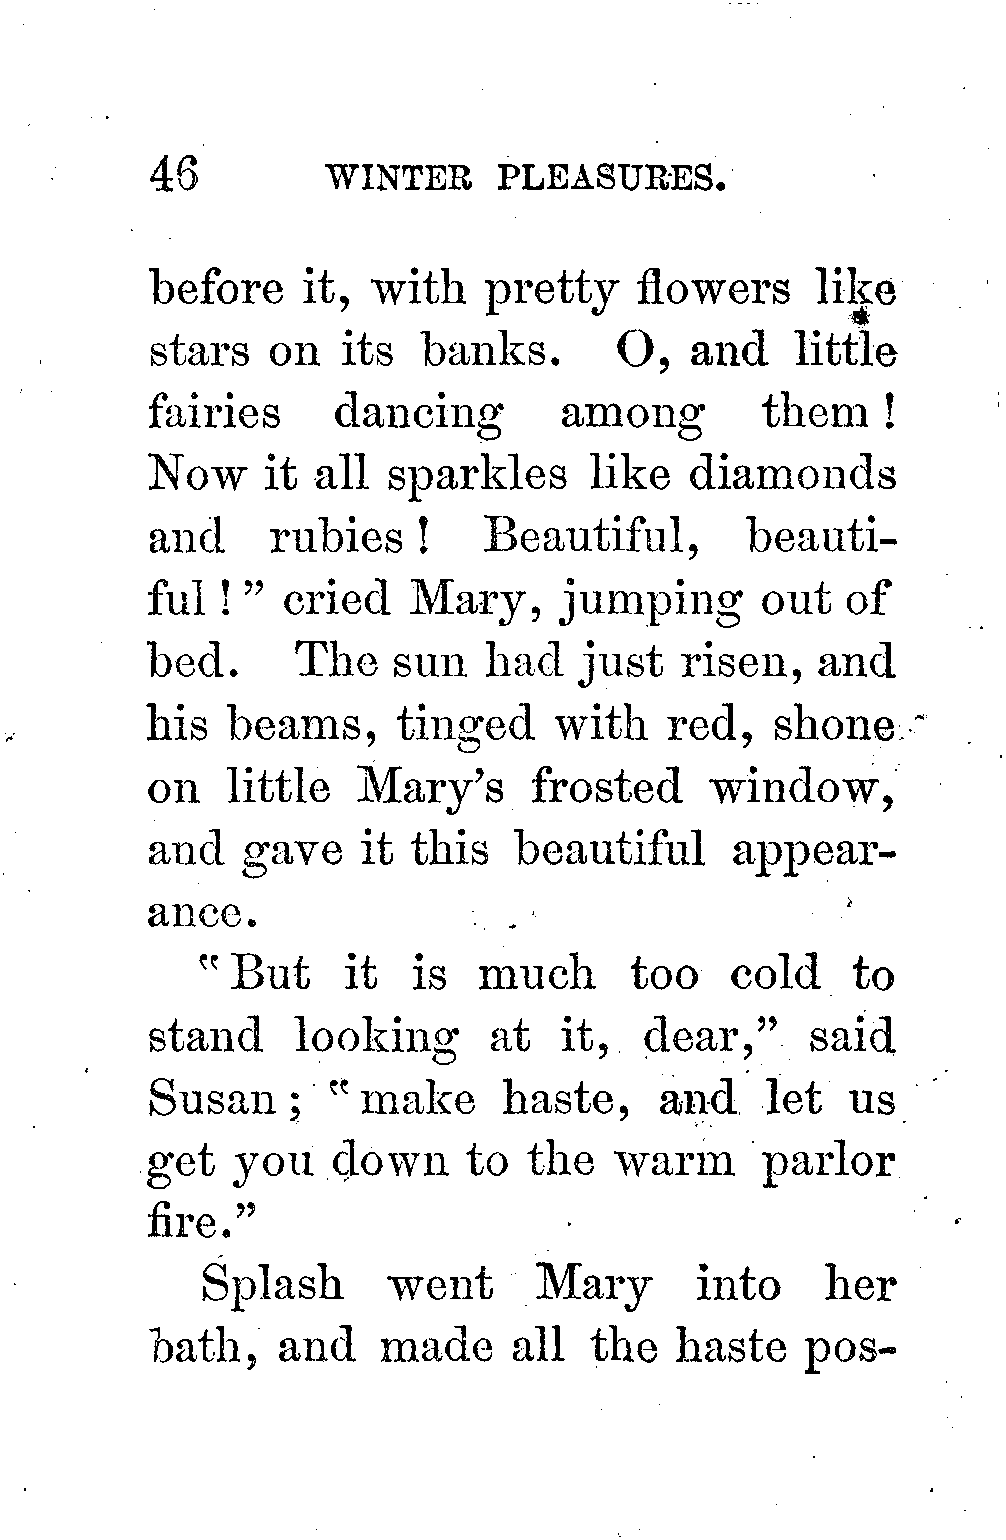 46 WINTER PLEASURES.
before it, with pretty flowers like
stars on its banks. O, and little
fairies dancing among them!
Now it all sparkles like diamonds
and rubies! Beautiful, beauti-
ful!" cried Mary, jumping out of
bed. The sun had just risen, and
his beams, tinged with red, shone
on little Mary's frosted window,
and gave it this beautiful appear-
ance.
"But it is much too cold to
stand looking at it, dear," said
Susan; "make haste, and let us
get you down to the warm parlor
fire."
Splash went Mary into her
bath, and made all the haste pos-